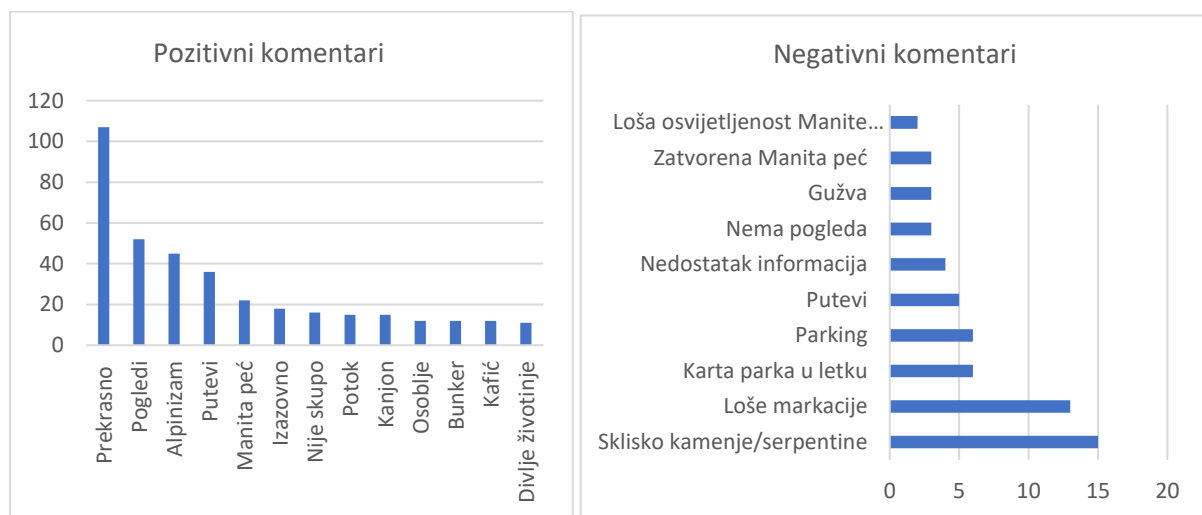 Pozitivni komentari
120
100
80
60
40
20
0
Prekrasno
Pogledi
Alpinizam
Putevi
Manita peć
Izazovno
Nije skupo
Potok
Kanjon
Osoblje
Bunker
Kafić
Divlje životinje
Negativni komentari
Loša osvijetljenost Manite...
Zatvorena Manita peć
Gužva
Nema pogleda
Nedostatak informacija
Putevi
Parking
Karta parka u letku
Loše markacije
Sklisko kamenje/serpentine
0 5 10 15 20